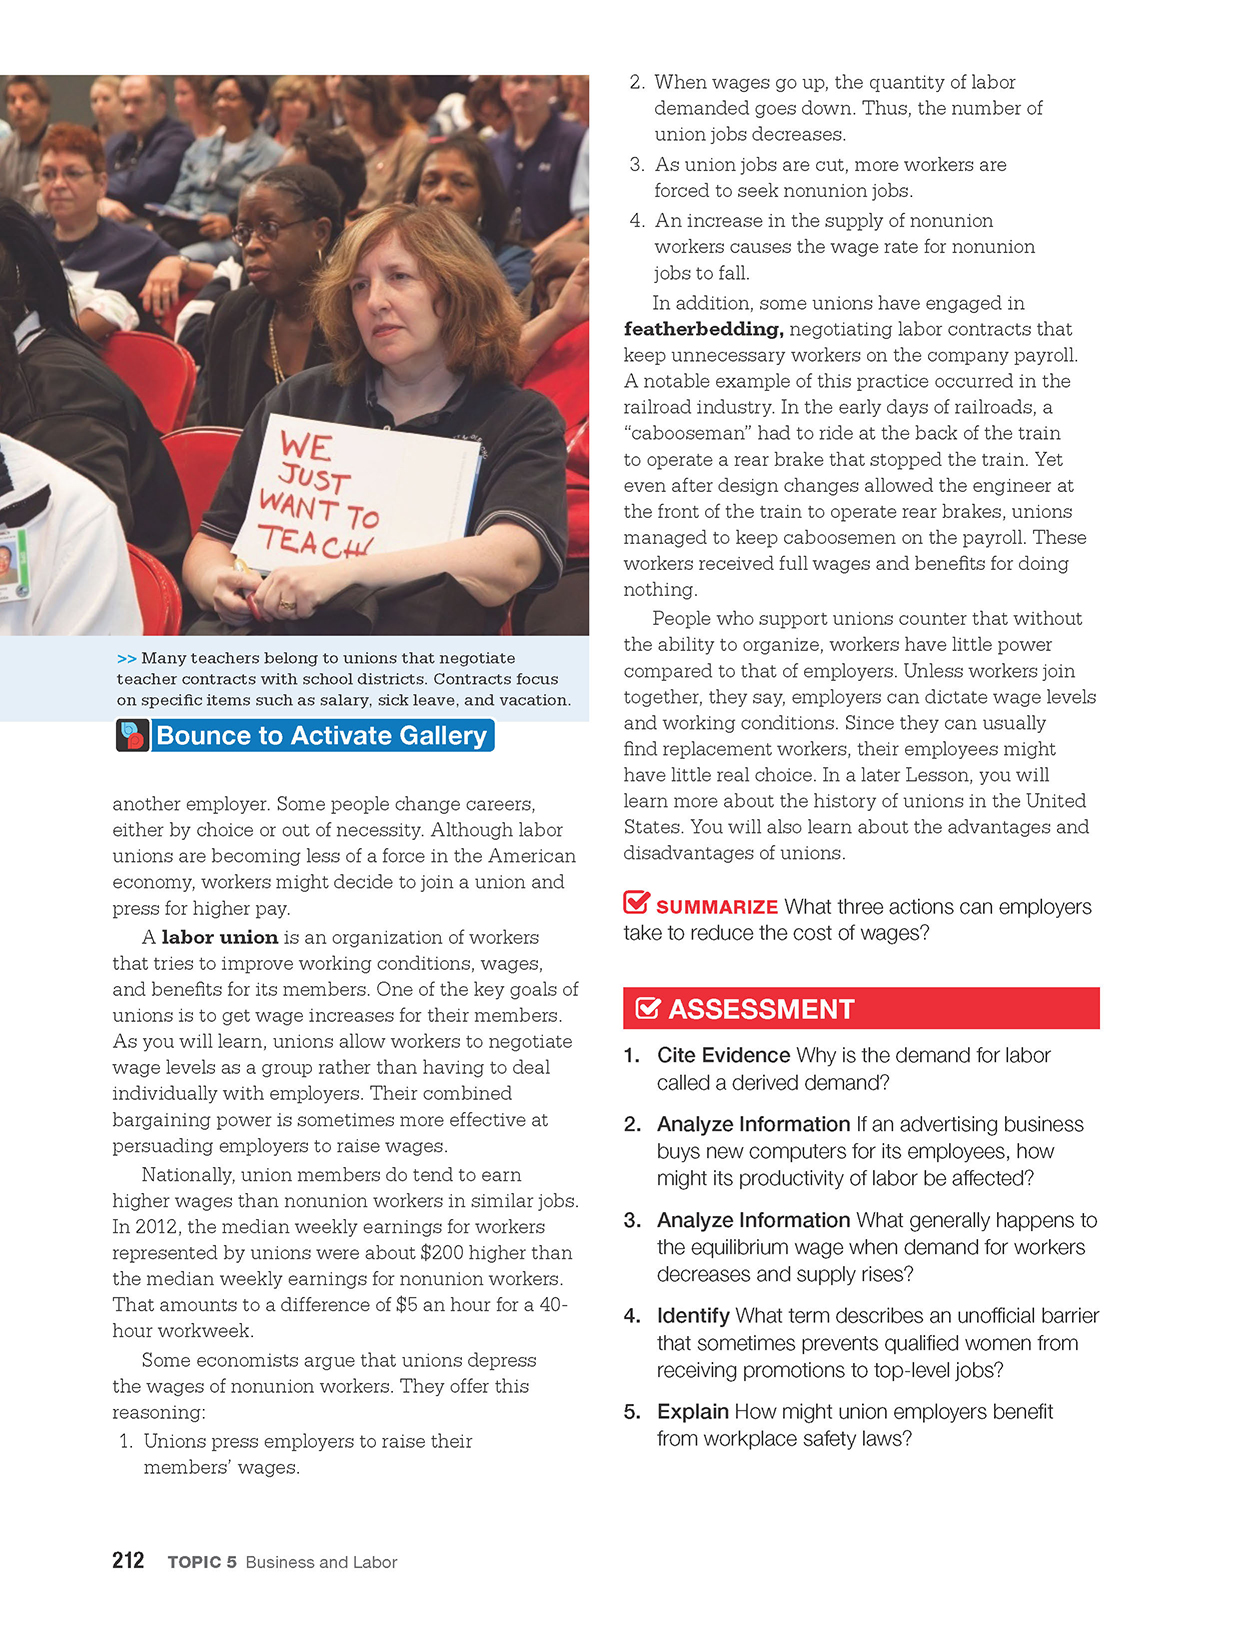 WE
JUST
WANT TO
TEACH
>> Many teachers belong to unions that negotiate
teacher contracts with school districts. Contracts focus
on specific items such as salary, sick leave, and vacation.
Bounce to Activate Gallery
another employer. Some people change careers,
either by choice or out of necessity. Although labor
unions are becoming less of a force in the American
economy, workers might decide to join a union and
press for higher pay.
A labor union is an organization of workers
that tries to improve working conditions, wages,
and benefits for its members. One of the key goals of
unions is to get wage increases for their members.
As you will learn, unions allow workers to negotiate
wage levels as a group rather than having to deal
individually with employers. Their combined
bargaining power is sometimes more effective at
persuading employers to raise wages.
Nationally, union members do tend to earn
higher wages than nonunion workers in similar jobs.
In 2012, the median weekly earnings for workers
represented by unions were about $200 higher than
the median weekly earnings for nonunion workers.
That amounts to a difference of $5 an hour for a 40-
hour workweek.
Some economists argue that unions depress
the wages of nonunion workers. They offer this
reasoning:
1. Unions press employers to raise their
members’ wages.
2. When wages go up, the quantity of labor
demanded goes down. Thus, the number of
union jobs decreases.
3. As union jobs are cut, more workers are
forced to seek nonunion jobs.
4. An increase in the supply of nonunion
workers causes the wage rate for nonunion
jobs to fall.
In addition, some unions have engaged in
featherbedding, negotiating labor contracts that
keep unnecessary workers on the company payroll.
A notable example of this practice occurred in the
railroad industry. In the early days of railroads, a
“cabooseman” had to ride at the back of the train
to operate a rear brake that stopped the train. Yet
even after design changes allowed the engineer at
the front of the train to operate rear brakes, unions
managed to keep caboosemen on the payroll. These
workers received full wages and benefits for doing
nothing.
People who support unions counter that without
the ability to organize, workers have little power
compared to that of employers. Unless workers join
together, they say, employers can dictate wage levels
and working conditions. Since they can usually
find replacement workers, their employees might
have little real choice. In a later Lesson, you will
learn more about the history of unions in the United
States. You will also learn about the advantages and
disadvantages of unions.
SUMMARIZE What three actions can employers
take to reduce the cost of wages?
ASSESSMENT
1. Cite Evidence Why is the demand for labor
called a derived demand?
2. Analyze Information If an advertising business
buys new computers for its employees, how
might its productivity of labor be affected?
3. Analyze Information What generally happens to
the equilibrium wage when demand for workers
decreases and supply rises?
4. Identify What term describes an unofficial barrier
that sometimes prevents qualified women from
receiving promotions to top-level jobs?
5. Explain How might union employers benefit
from workplace safety laws?
212 TOPIC 5 Business and Labor